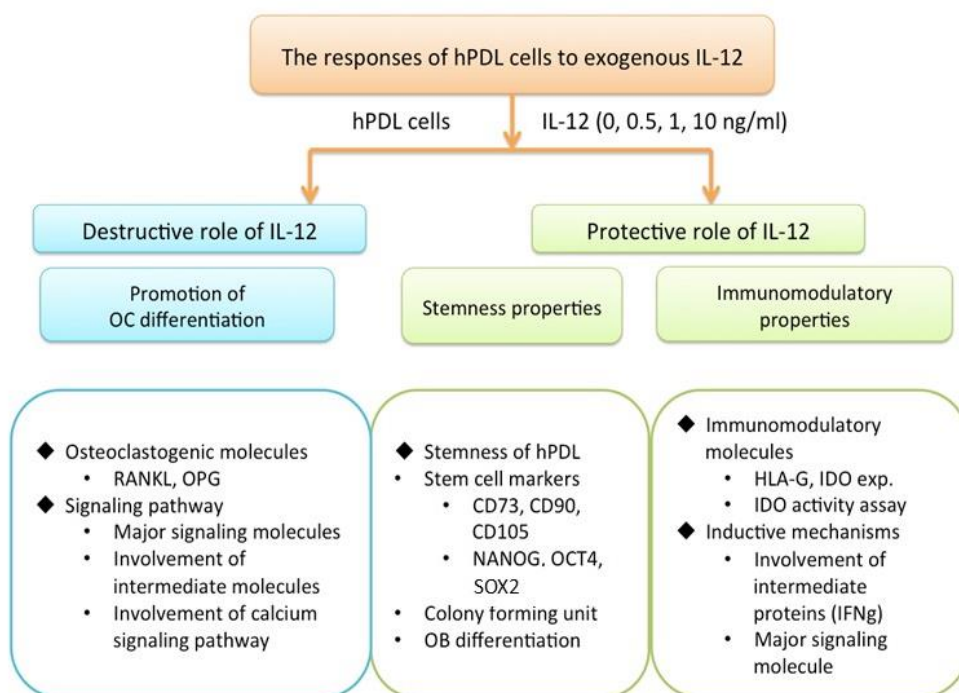 The responses of hPDL cells to exogenous IL-12
hPDL cells
IL-12 (0, 0.5, 1, 10 ng/ml)
Destructive role of IL-12
Protective role of IL-12
Promotion of
OC differentiation
Stemness properties
Immunomodulatory
properties
◆ Osteoclastogenic molecules
• RANKL, OPG
◆ Signaling pathway
• Major signaling molecules
• Involvement of
intermediate molecules
• Involvement of calcium
signaling pathway
◆ Stemness of hPDL
• Stem cell markers
• CD73, CD90,
CD105
• NANOG. OCT4,
SOX2
• Colony forming unit
• OB differentiation
◆ Immunomodulatory
molecules
• HLA-G, IDO exp.
• IDO activity assay
◆ Inductive mechanisms
• Involvement of
intermediate
proteins (IFNg)
• Major signaling
molecule